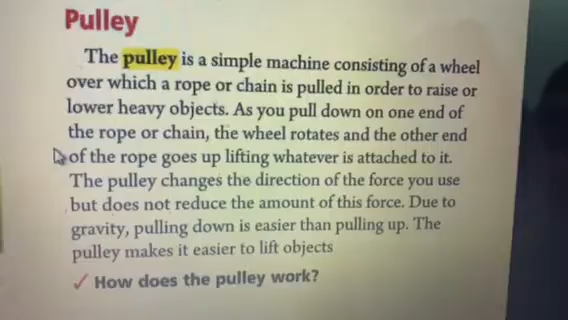 Pulley
The pulley is a simple machine consisting of a wheel
over which a rope or chain is pulled in order to raise or
lower heavy objects. As you pull down on one end of
the rope or chain, the wheel rotates and the other end
of the rope goes up lifting whatever is attached to it.
The pulley changes the direction of the force you use
but does not reduce the amount of this force. Due to
gravity, pulling down is easier than pulling up. The
pulley makes it easier to lift objects
✓ How does the pulley work?